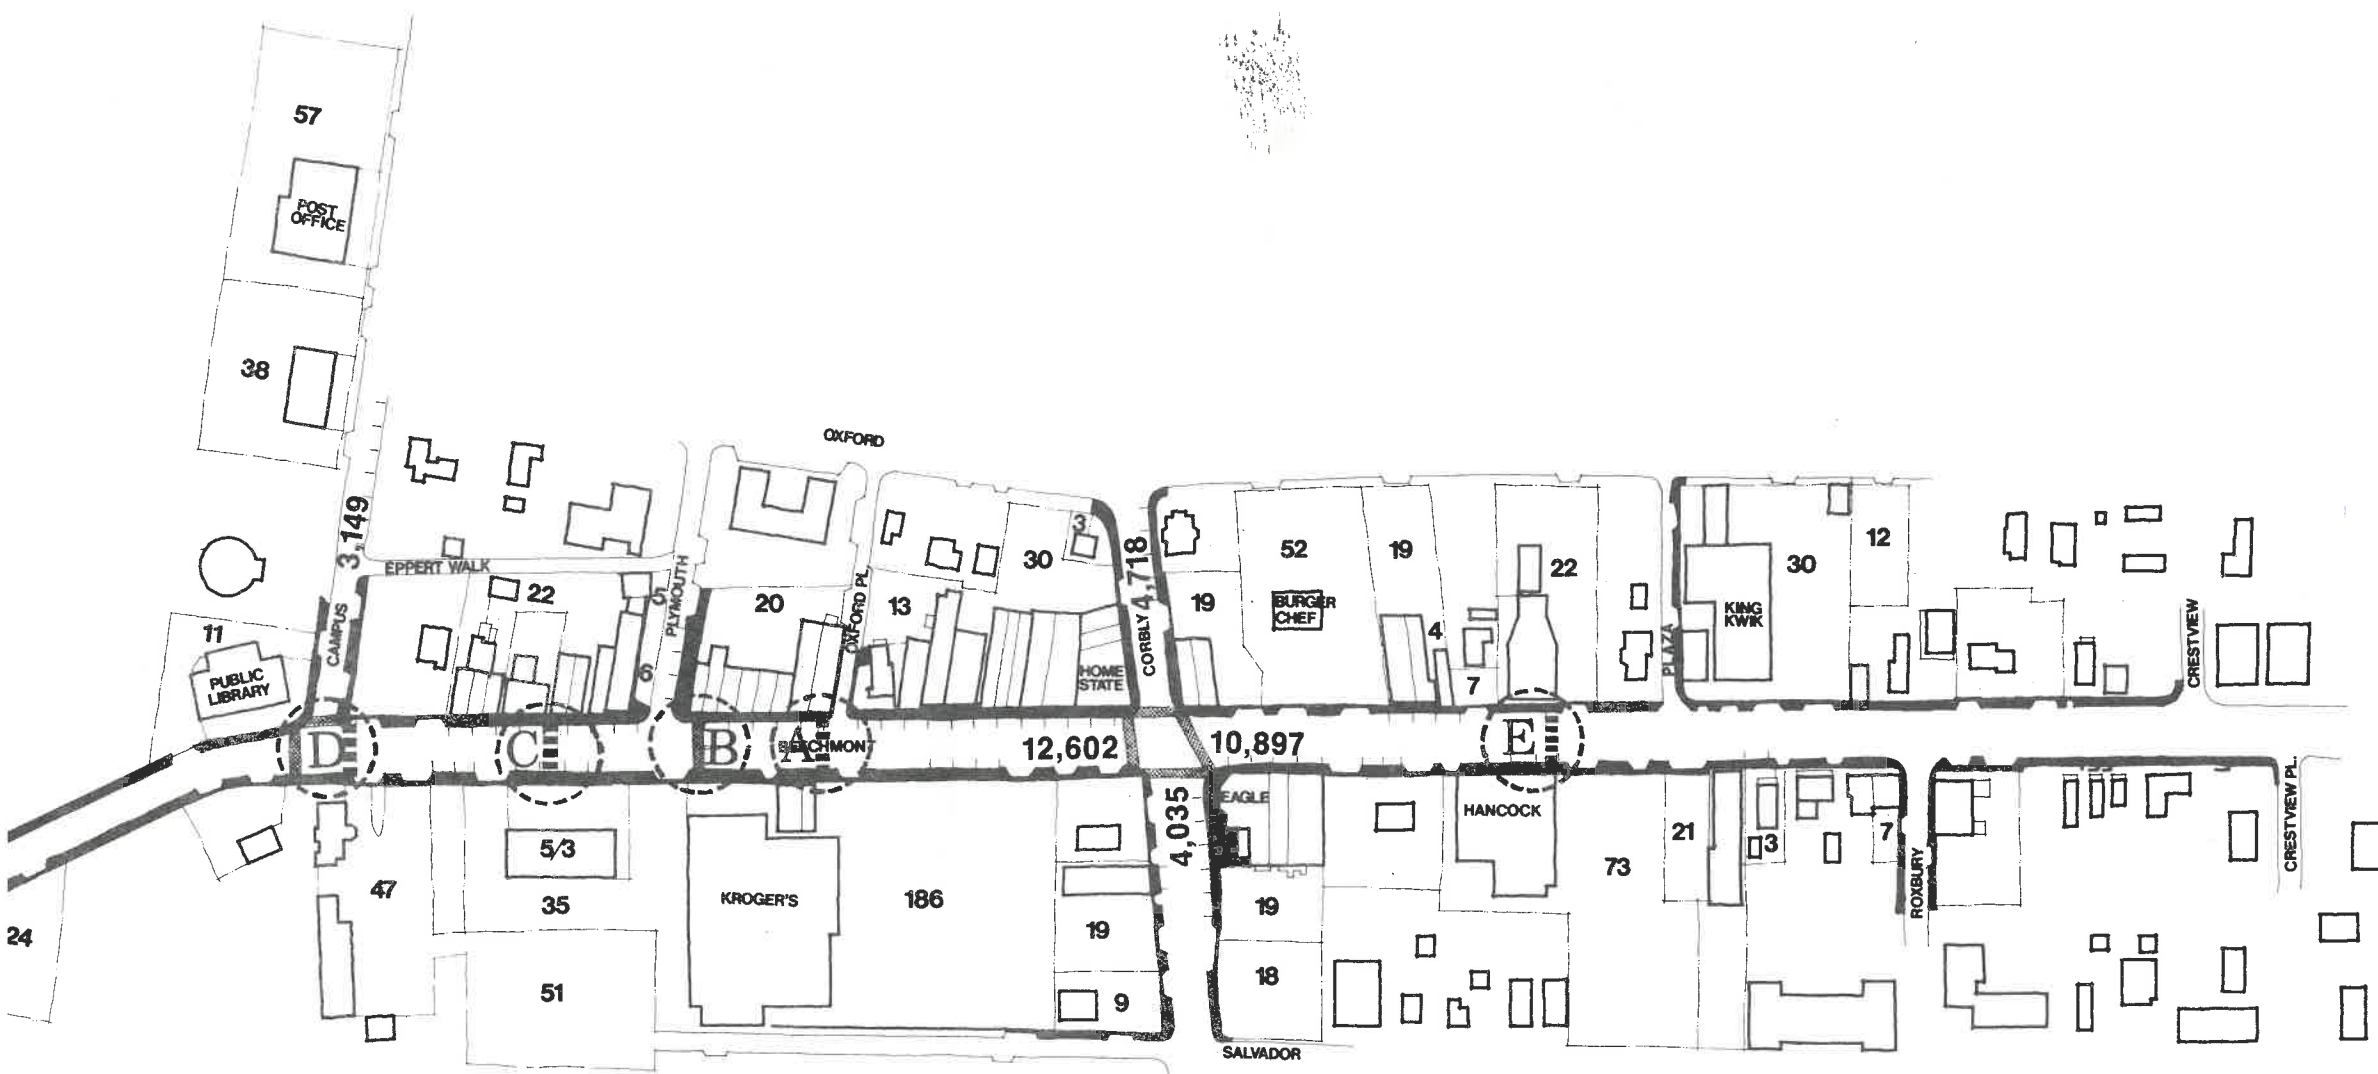 57
POST
OFFICE
38
OXFORD
3,149
3
30
4,718
52
19
22
12
30
EPPERT WALK
22
5
PLYMOUTH
20
OXFORD PL.
13
19
BURGER
CHEF
KING
KWIK
11
CAMPUS
PUBLIC
LIBRARY
6
HOME
STATE
CORBLY
4
7
PLAZA
CRESTVIEW
D
C
B
BEECHMONT
A
12,602
10,897
E
EAGLE
4,035
HANCOCK
CRESTVIEW PL.
5/3
47
35
KROGER'S
186
73
21
3
7
ROXBURY
24
19
19
51
9
18
SALVADOR